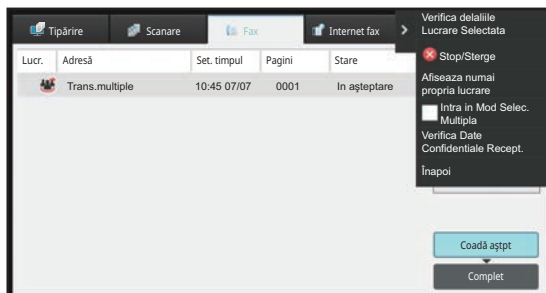 Tipărire
Scanare
Fax
Internet fax
Lucr.
Adresă
Set. timpul
Pagini
Stare
Trans.multiple
10:45 07/07
0001
In aşteptare
Verifica delaliile
Lucrare Selectata
Stop/Sterge
Afiseaza numai
propria lucrare
Intra in Mod Selec.
Multipla
Verifica Date
Confidentiale Recept.
Înapoi
Coadă aştpt
Complet